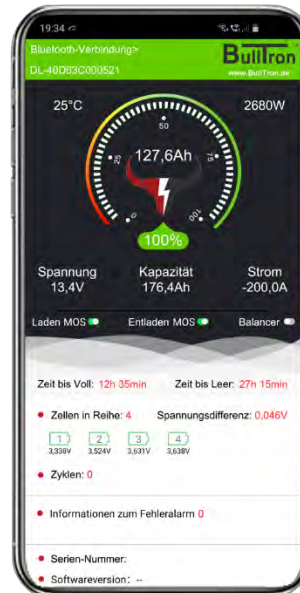 19:34
Bluetooth-Verbindung>
DL-40D63C000521
BullTron
www.BullTron.de
25°C
2680W
0 25 50 75 100
127,6Ah
100%
Spannung Kapazität Strom
13,4V 176,4Ah -200,0A
Laden MOS Entladen MOS Balancer
Zeit bis Voll: 12h 35min Zeit bis Leer: 27h 15min
Zellen in Reihe: 4 Spannungsdifferenz: 0,046V
1 2 3 4
3,338V 3,524V 3,631V 3,638V
Zyklen: 0
Informationen zum Fehleralarm 0
Serien-Nummer:
Softwareversion: --